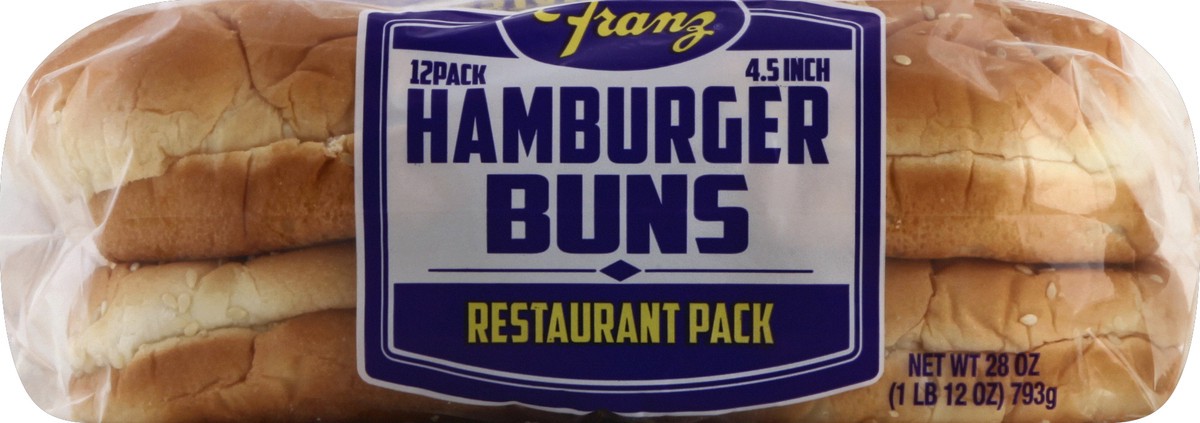 Franz
12PACK 4.5 INCH
HAMBURGER
BUNS
RESTAURANT PACK
NET WT 28 OZ
(1 LB 12 OZ) 793g